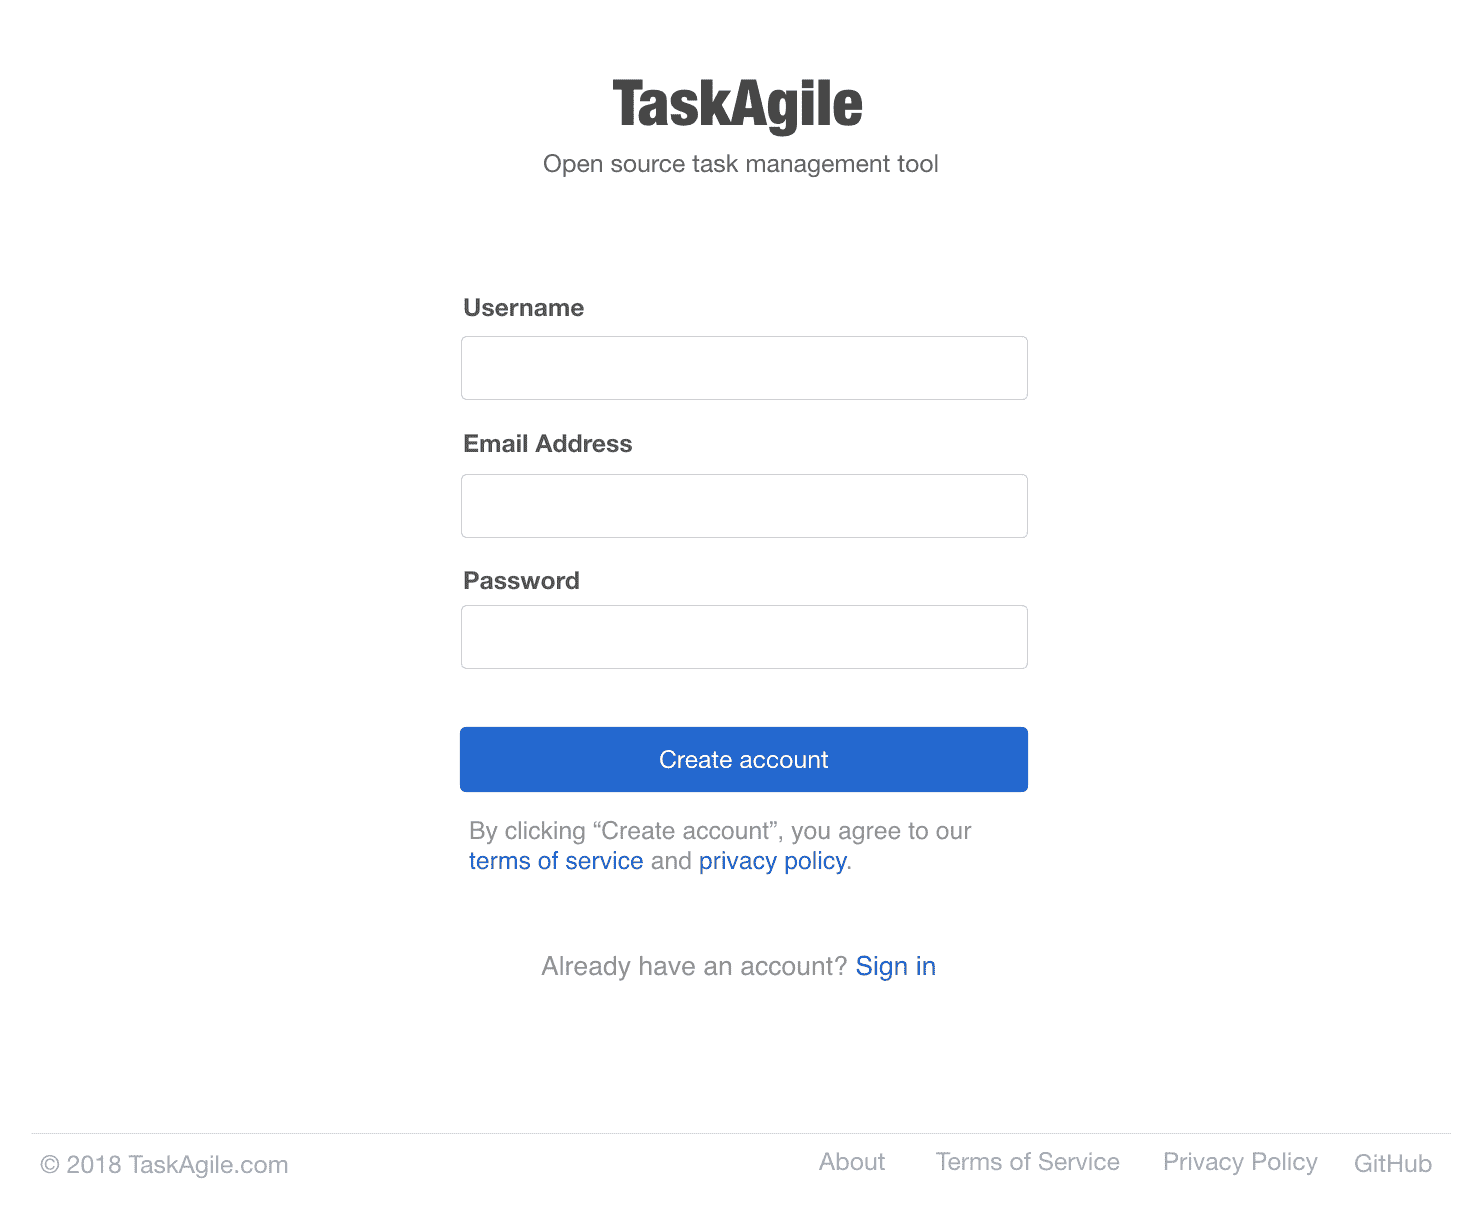 TaskAgile
Open source task management tool
Username
Email Address
Password
Create account
By clicking “Create account”, you agree to our
terms of service and privacy policy.
Already have an account? Sign in
© 2018 TaskAgile.com
About
Terms of Service
Privacy Policy
GitHub